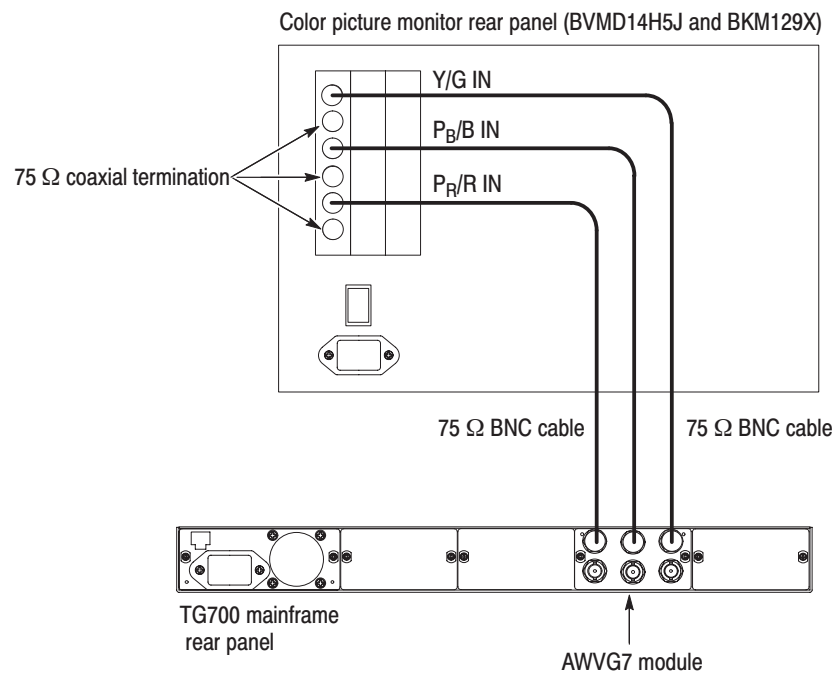 Color picture monitor rear panel (BVMD14H5J and BKM129X)
Y/G IN
PB/B IN
75 Ω coaxial termination
PR/R IN
75 Ω BNC cable
75 Ω BNC cable
TG700 mainframe
rear panel
AWVG7 module